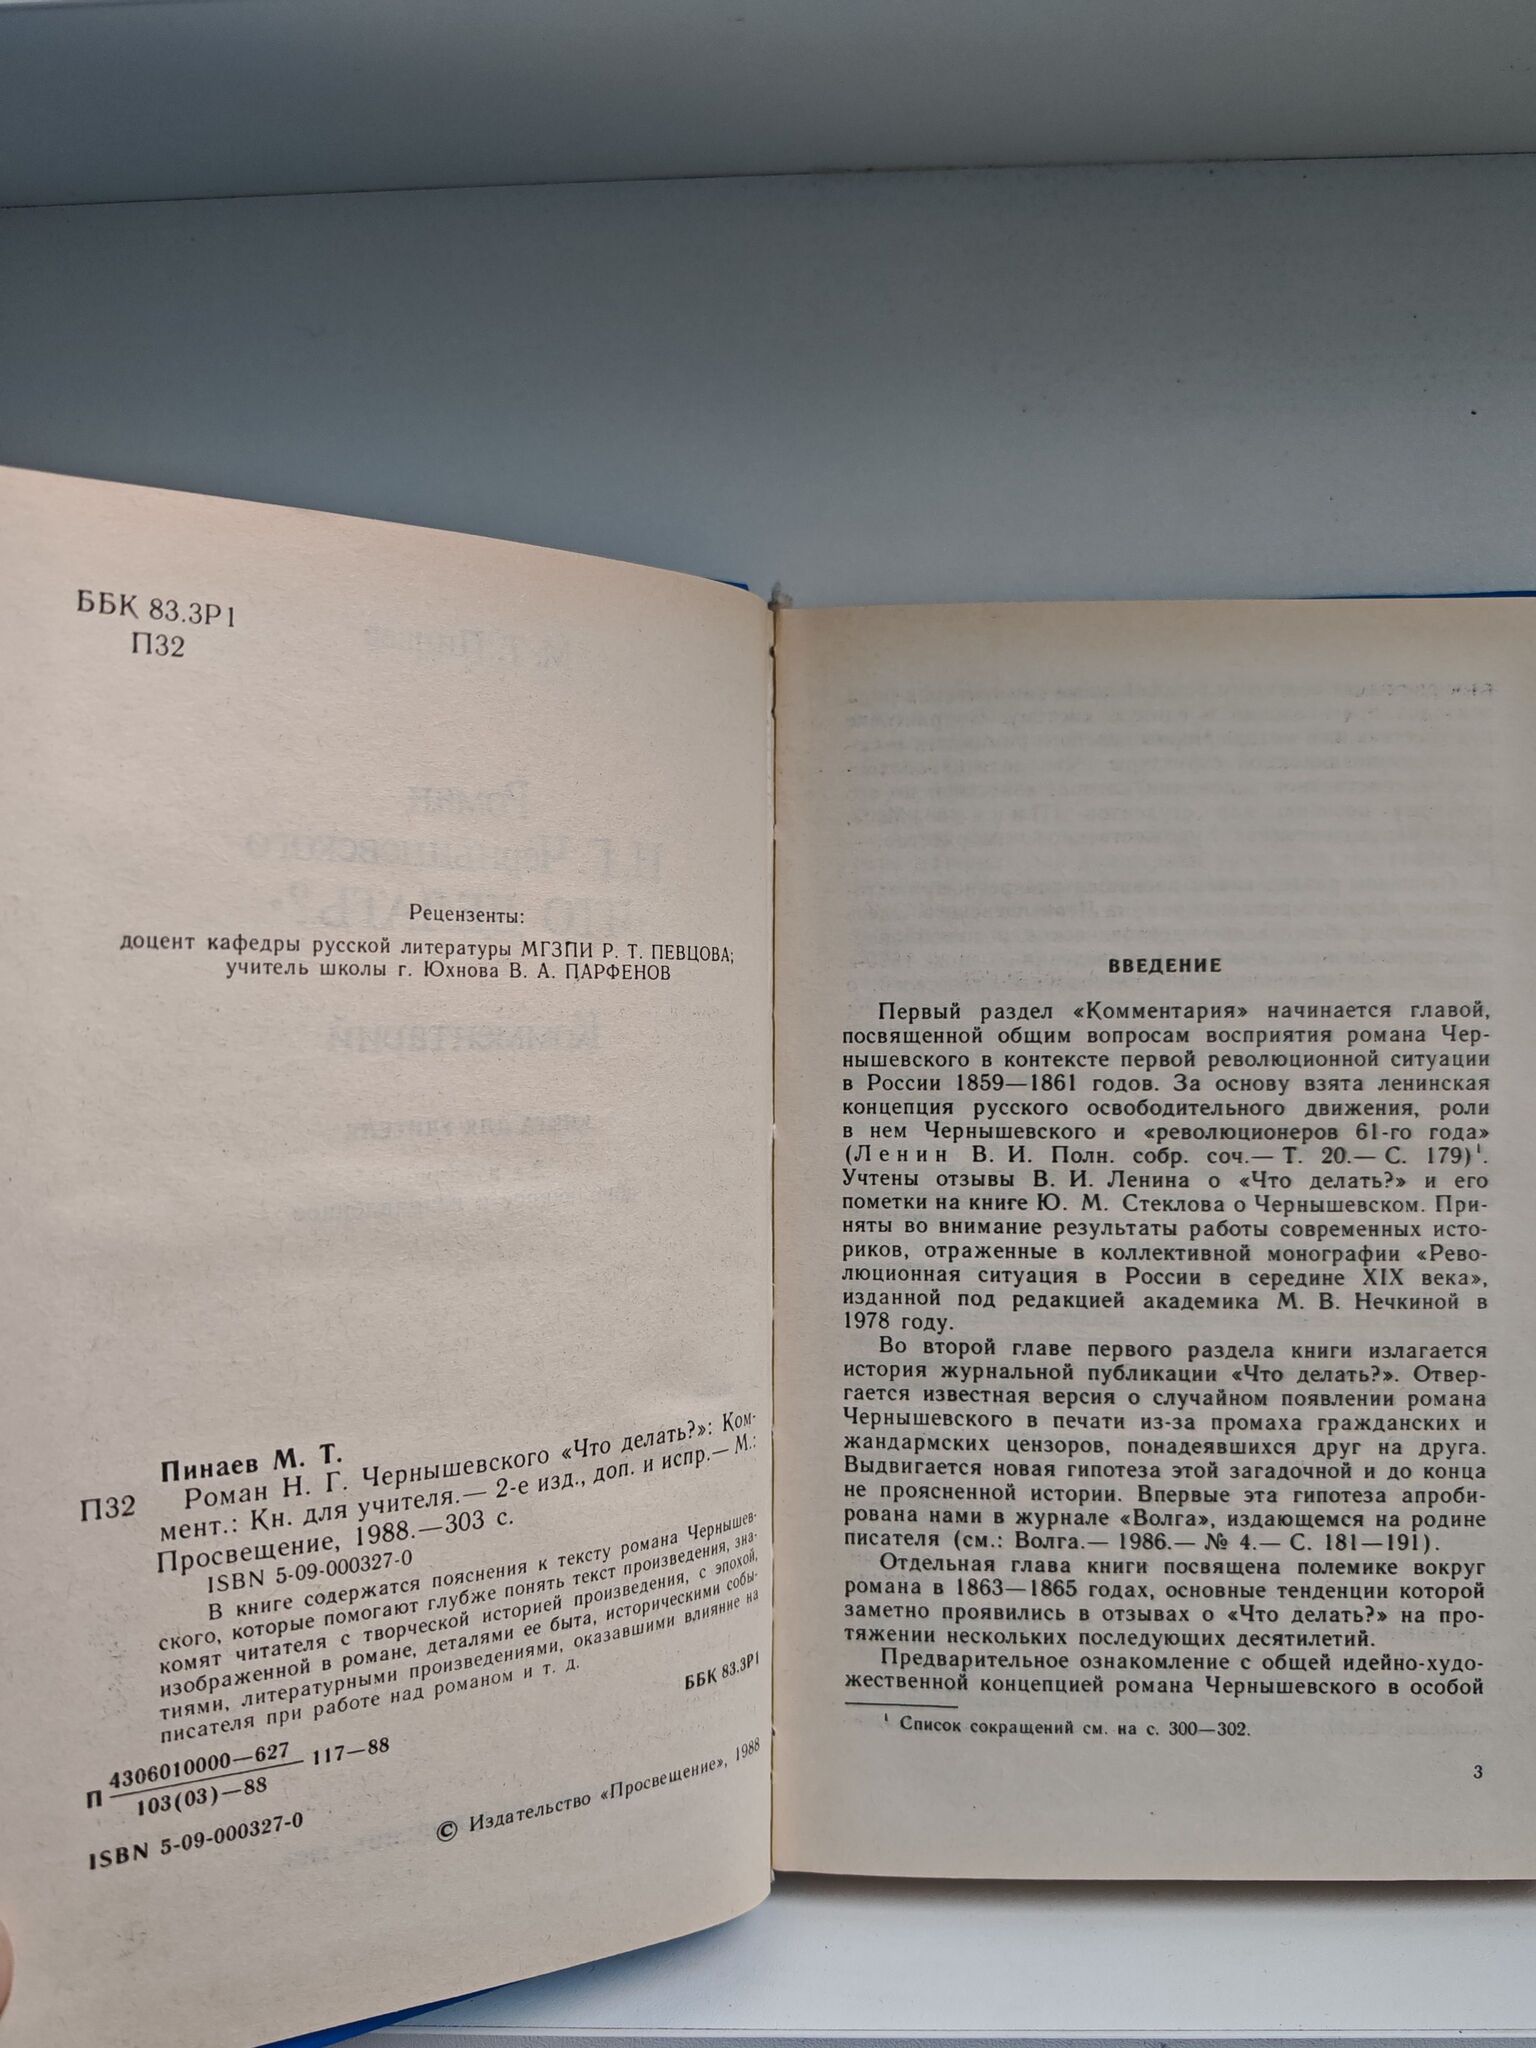 ББК 83.3Р1
П32
Рецензенты:
доцент кафедры русской литературы МГЗПИ Р. Т. ПЕВЦОВА;
учитель школы г. Юхнова В. А. ПАРФЕНОВ
Пинаев М. Т.
П32 Роман Н. Г. Чернышевского «Что делать?»: Ком-
мент.: Кн. для учителя.— 2-е изд., доп. и испр.— М.:
Просвещение, 1988.—303 с.
ISBN 5-09-000327-0
В книге содержатся пояснения к тексту романа Чернышев-
ского, которые помогают глубже понять текст произведения, зна-
комят читателя с творческой историей произведения, с эпохой,
изображенной в романе, деталями ее быта, историческими собы-
тиями, литературными произведениями, оказавшими влияние на
писателя при работе над романом и т. д.
ББК 83.3Р1
П 4306010000—627 117—88
103(03)—88
ISBN 5-09-000327-0
© Издательство «Просвещение», 1988
ВВЕДЕНИЕ
Первый раздел «Комментария» начинается главой,
посвященной общим вопросам восприятия романа Чер-
нышевского в контексте первой революционной ситуации
в России 1859—1861 годов. За основу взята ленинская
концепция русского освободительного движения, роли
в нем Чернышевского и «революционеров 61-го года»
(Ленин В. И. Полн. собр. соч.— Т. 20.— С. 179)¹.
Учтены отзывы В. И. Ленина о «Что делать?» и его
пометки на книге Ю. М. Стеклова о Чернышевском. При-
няты во внимание результаты работы современных исто-
риков, отраженные в коллективной монографии «Рево-
люционная ситуация в России в середине XIX века»,
изданной под редакцией академика М. В. Нечкиной в
1978 году.
Во второй главе первого раздела книги излагается
история журнальной публикации «Что делать?». Отвер-
гается известная версия о случайном появлении романа
Чернышевского в печати из-за промаха гражданских и
жандармских цензоров, понадеявшихся друг на друга.
Выдвигается новая гипотеза этой загадочной и до конца
не проясненной истории. Впервые эта гипотеза апроби-
рована нами в журнале «Волга», издающемся на родине
писателя (см.: Волга.— 1986.— № 4.— С. 181—191).
Отдельная глава книги посвящена полемике вокруг
романа в 1863—1865 годах, основные тенденции которой
заметно проявились в отзывах о «Что делать?» на про-
тяжении нескольких последующих десятилетий.
Предварительное ознакомление с общей идейно-худо-
жественной концепцией романа Чернышевского в особой
¹ Список сокращений см. на с. 300—302.
3